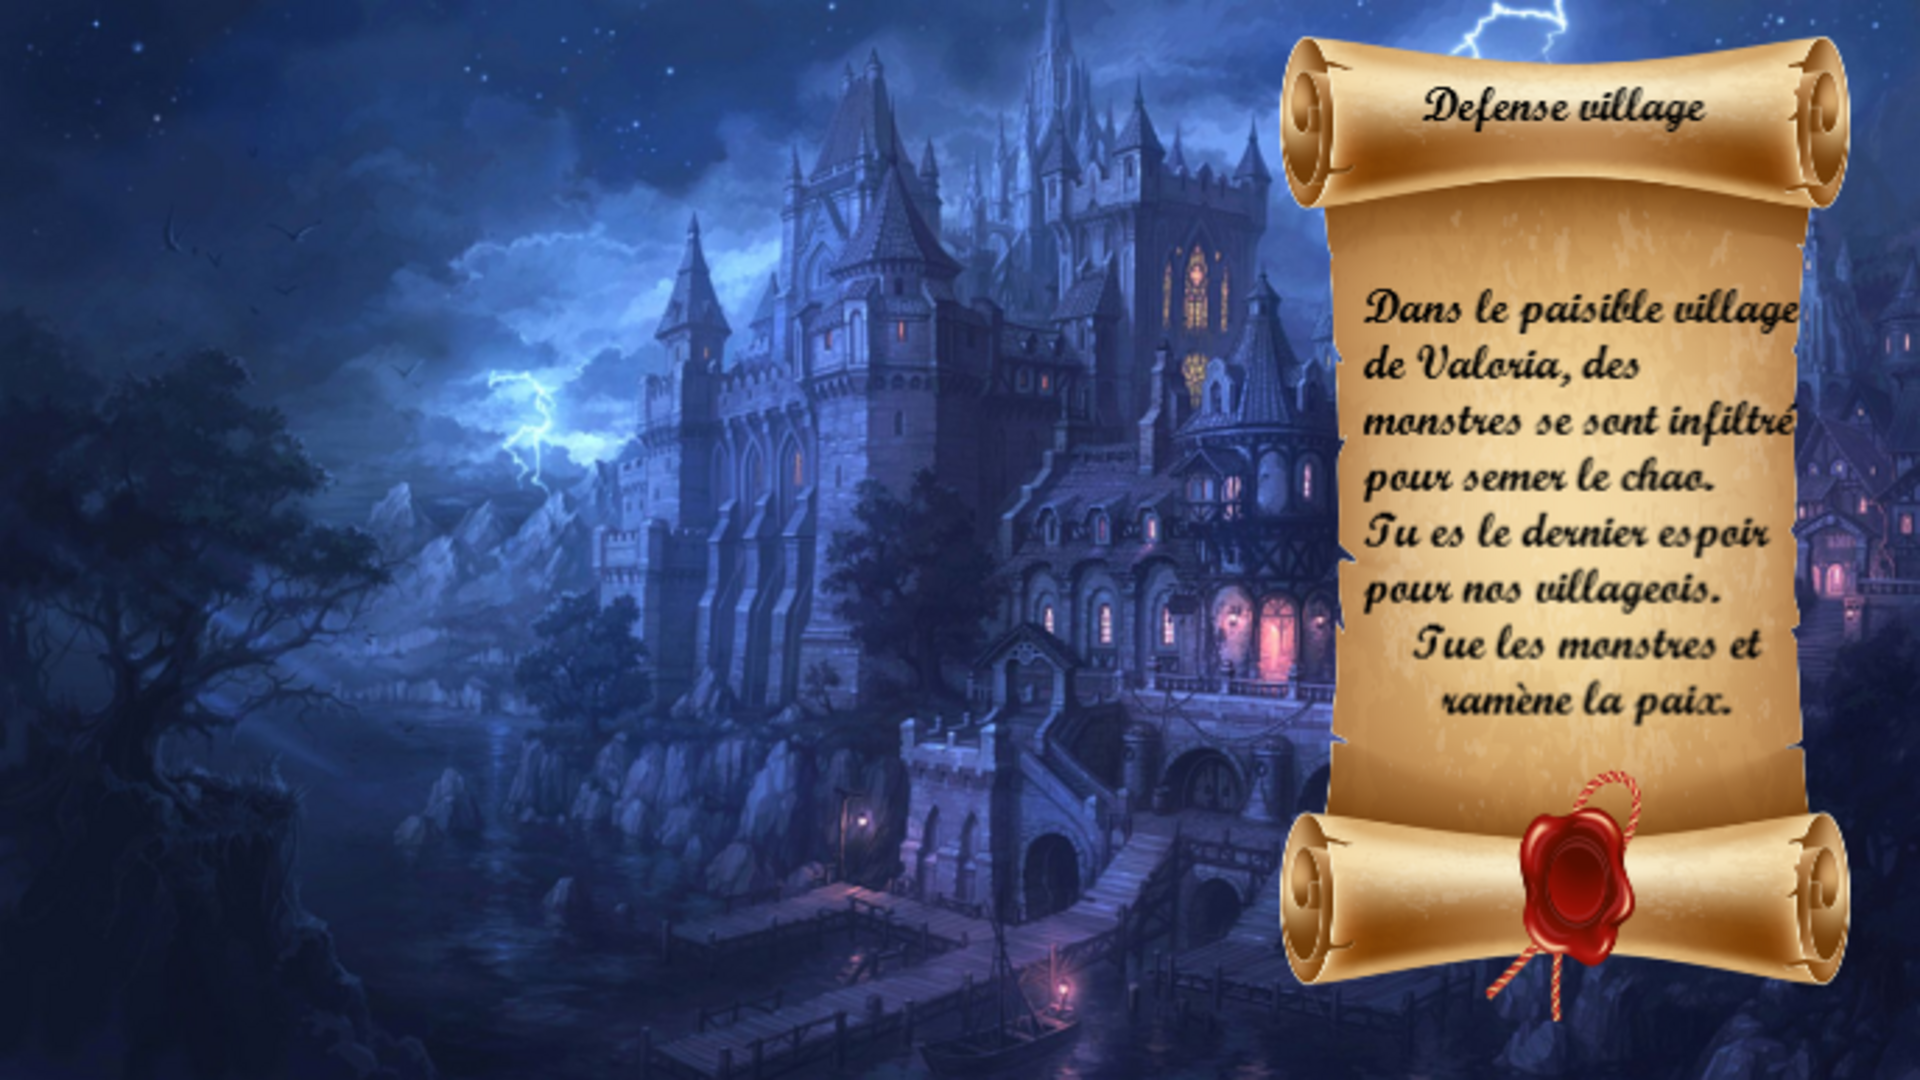 Defense village
Dans le paisible village
de Valoria, des
monstres se sont infiltré
pour semer le chao.
Tu es le dernier espoir
pour nos villageois.
Tue les monstres et
ramène la paix.